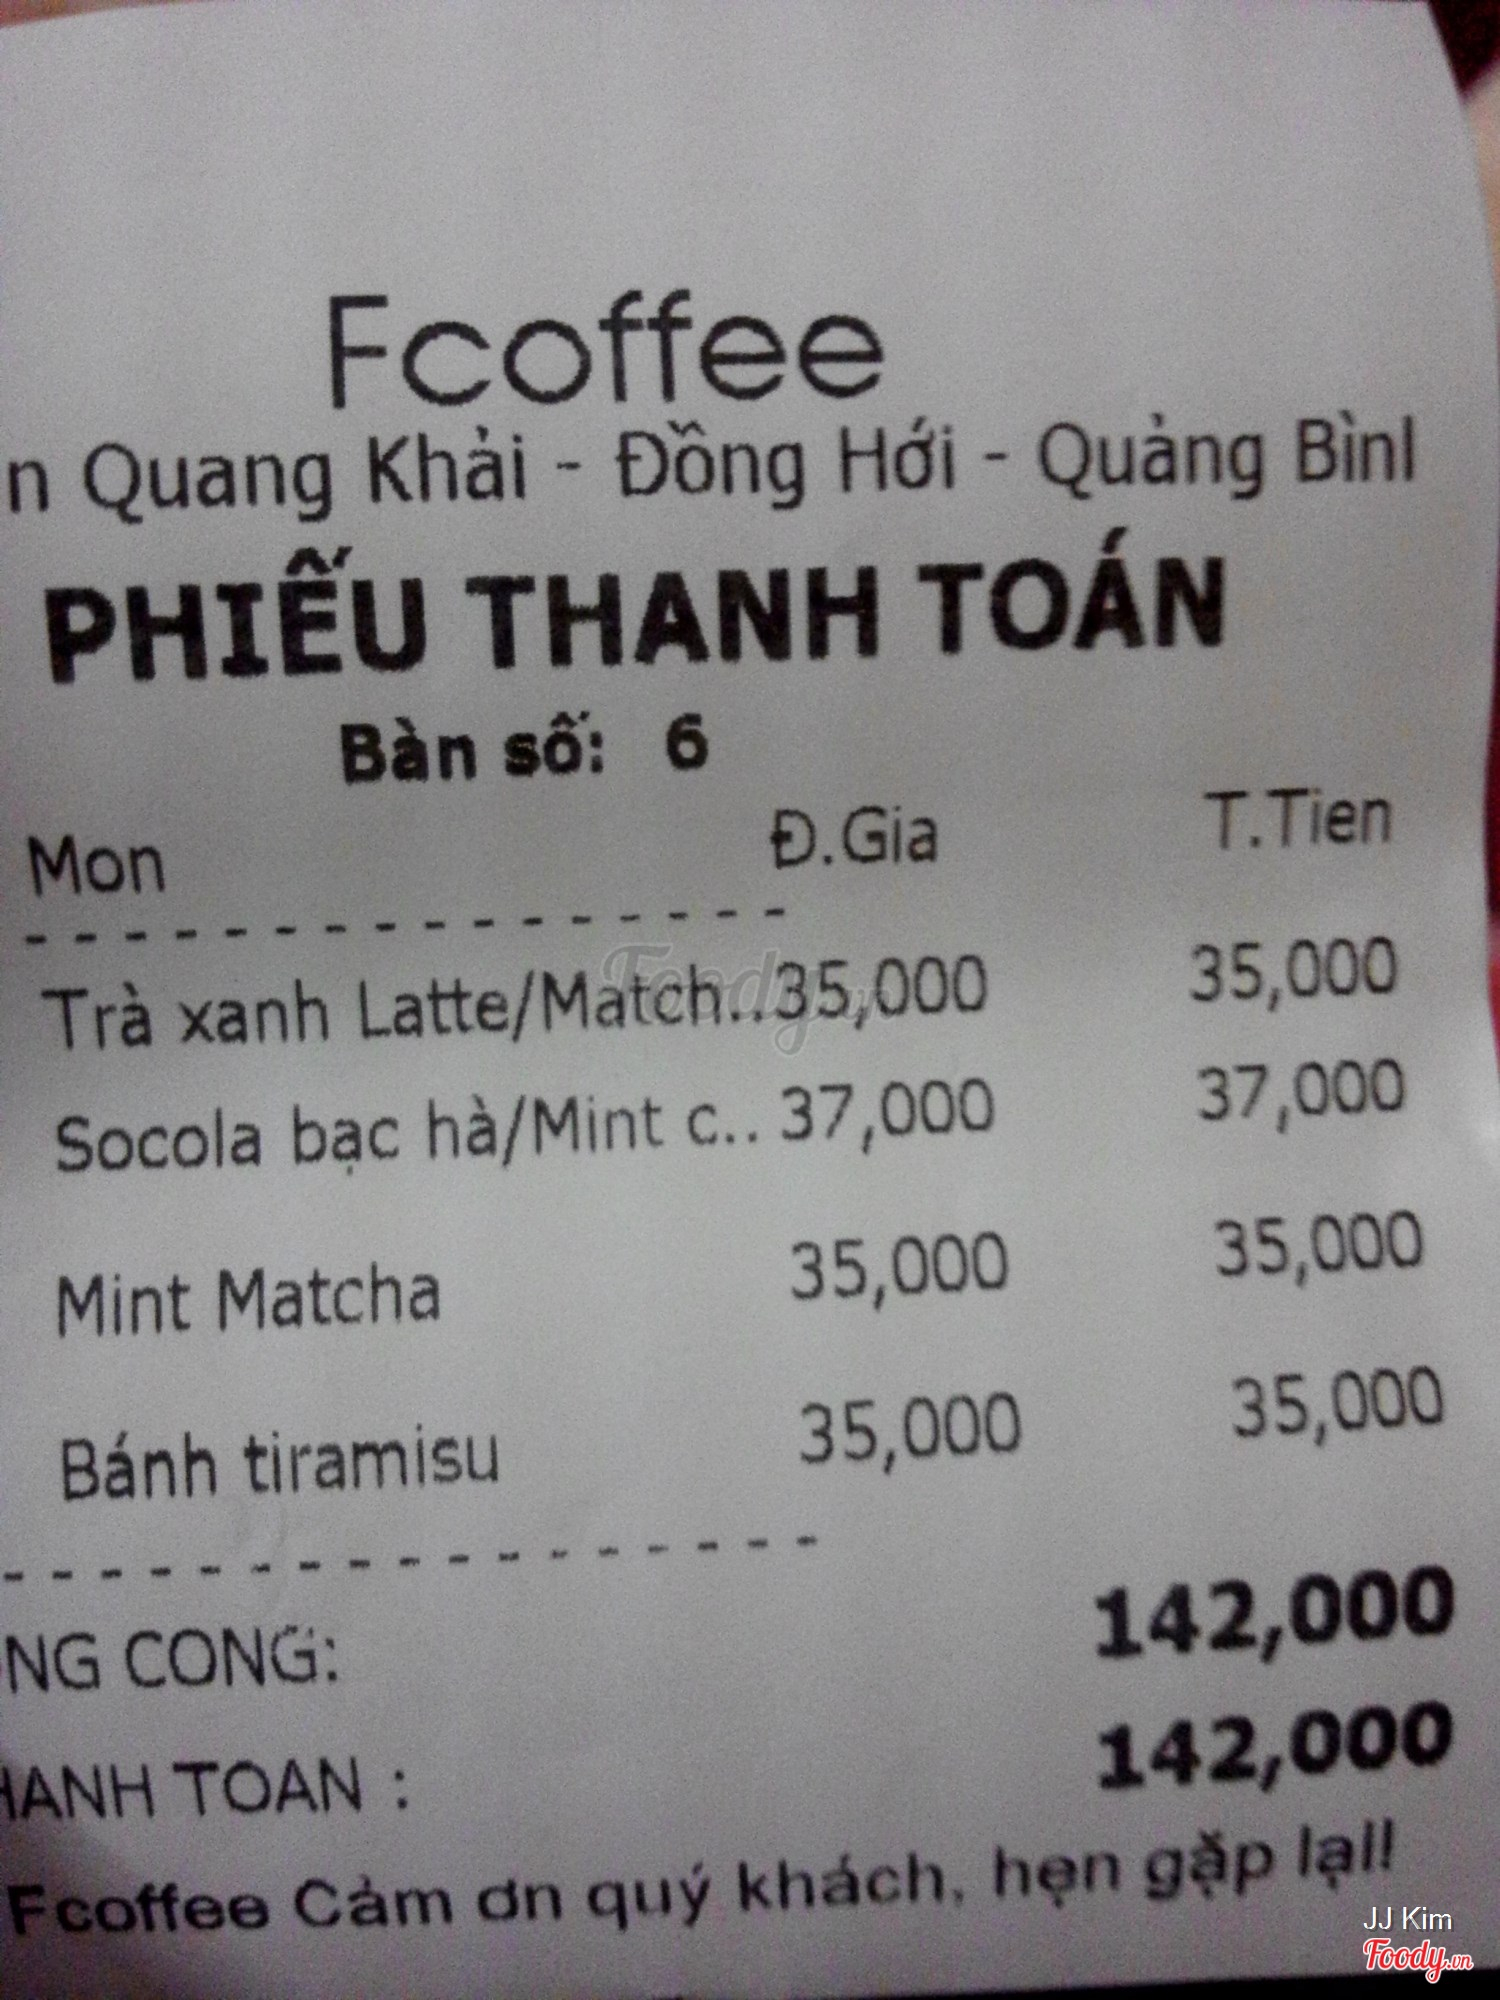 Fcoffee
n Quang Khải - Đồng Hới - Quảng Bìnl
PHIẾU THANH TOÁN
Bàn số: 6
Mon Đ.Gia T.Tien
Trà xanh Latte/Match.. 35,000 35,000
Socola bạc hà/Mint c.. 37,000 37,000
Mint Matcha 35,000 35,000
Bánh tiramisu 35,000 35,000
NG CONG: 142,000
HANH TOAN : 142,000
Fcoffee Cảm ơn quý khách, hẹn gặp lại!
Foody.vn
JJ Kim
Foody.vn